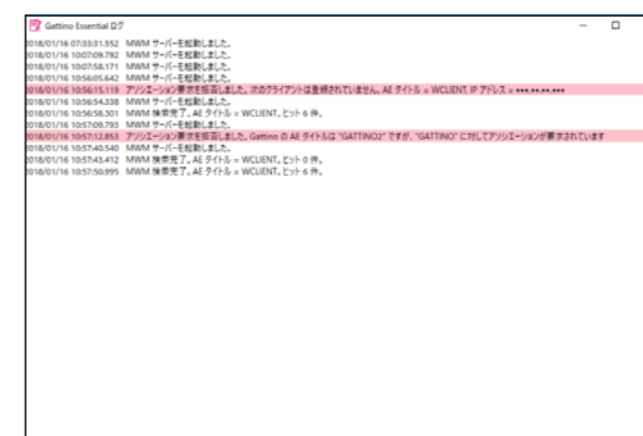 Gattino Essential ログ
2018/01/16 07:33:31.552 MWM サーバーを起動しました。
2018/01/16 10:07:09.792 MWM サーバーを起動しました。
2018/01/16 10:07:58.171 MWM サーバーを起動しました。
2018/01/16 10:56:05.642 MWM サーバーを起動しました。
2018/01/16 10:56:15.119 アソシエーション要求を拒否しました。次のクライアントは登録されていません。AE タイトル = WCLIENT, IP アドレス = •••.••.••.•••
2018/01/16 10:56:54.338 MWM サーバーを起動しました。
2018/01/16 10:56:58.301 MWM 検索完了。AE タイトル = WCLIENT。ヒット 6 件。
2018/01/16 10:57:09.793 MWM サーバーを起動しました。
2018/01/16 10:57:12.853 アソシエーション要求を拒否しました。Gattino の AE タイトルは "GATTINO2" ですが、"GATTINO" に対してアソシエーションが要求されています
2018/01/16 10:57:40.540 MWM サーバーを起動しました。
2018/01/16 10:57:43.412 MWM 検索完了。AE タイトル = WCLIENT。ヒット 0 件。
2018/01/16 10:57:50.995 MWM 検索完了。AE タイトル = WCLIENT。ヒット 6 件。